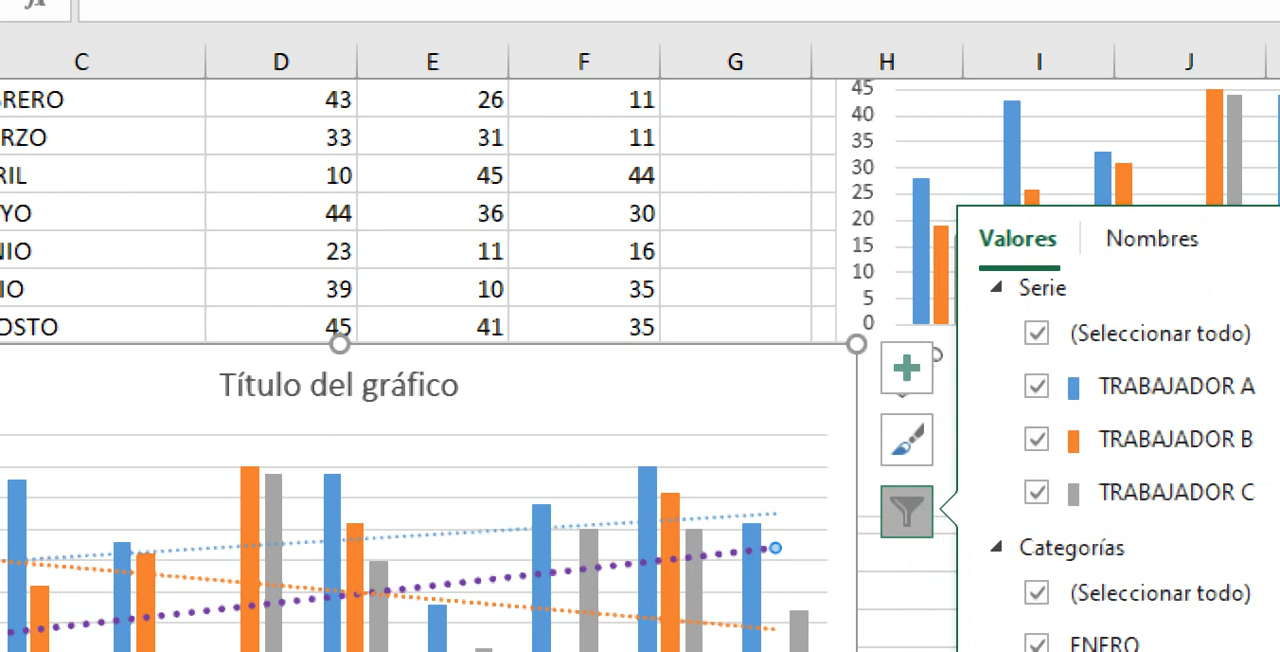 C D E F G H I J
BRERO 43 26 11
RZO 33 31 11
RIL 10 45 44
YO 44 36 30
NIO 23 11 16
IO 39 10 35
OSTO 45 41 35
45
40
35
30
25
20
15
10
5
0
Título del gráfico
Valores Nombres
Serie
(Seleccionar todo)
TRABAJADOR A
TRABAJADOR B
TRABAJADOR C
Categorías
(Seleccionar todo)
ENERO